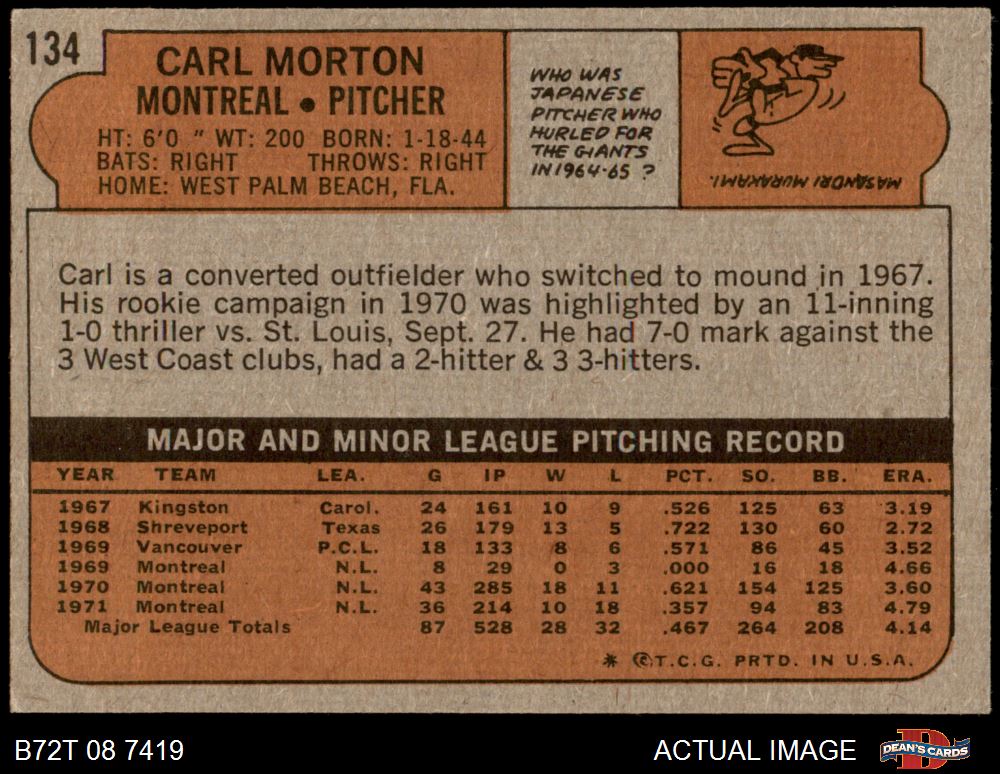 134
CARL MORTON
MONTREAL • PITCHER
HT: 6'0 " WT: 200 BORN: 1-18-44
BATS: RIGHT THROWS: RIGHT
HOME: WEST PALM BEACH, FLA.
WHO WAS
JAPANESE
PITCHER WHO
HURLED FOR
THE GIANTS
IN 1964-65 ?
MASANORI MURAKAMI.
Carl is a converted outfielder who switched to mound in 1967.
His rookie campaign in 1970 was highlighted by an 11-inning
1-0 thriller vs. St. Louis, Sept. 27. He had 7-0 mark against the
3 West Coast clubs, had a 2-hitter & 3 3-hitters.
MAJOR AND MINOR LEAGUE PITCHING RECORD
YEAR TEAM LEA. G IP W L PCT. SO. BB. ERA.
1967 Kingston Carol. 24 161 10 9 .526 125 63 3.19
1968 Shreveport Texas 26 179 13 5 .722 130 60 2.72
1969 Vancouver P.C.L. 18 133 8 6 .571 86 45 3.52
1969 Montreal N.L. 8 29 0 3 .000 16 18 4.66
1970 Montreal N.L. 43 285 18 11 .621 154 125 3.60
1971 Montreal N.L. 36 214 10 18 .357 94 83 4.79
Major League Totals 87 528 28 32 .467 264 208 4.14
* ©T.C.G. PRTD. IN U.S.A.
B72T 08 7419
ACTUAL IMAGE
DEAN'S CARDS